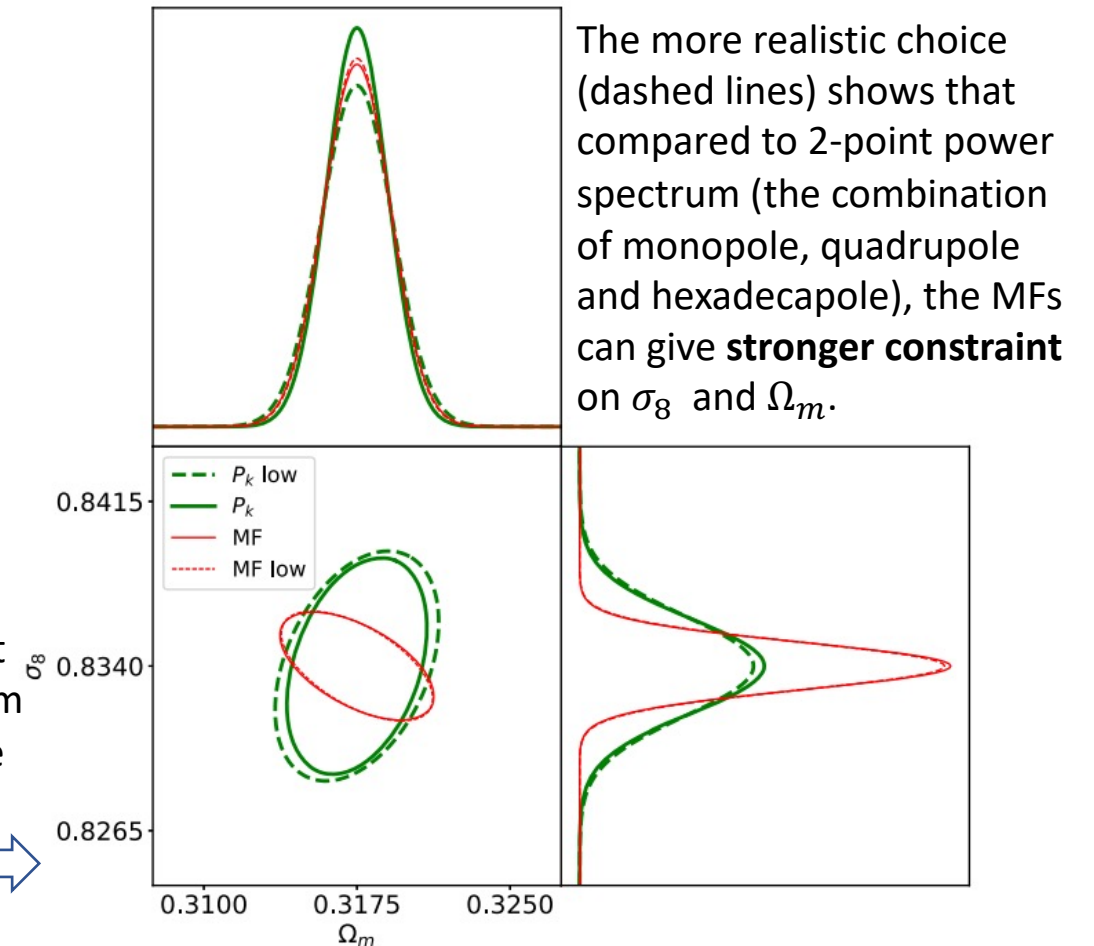 The more realistic choice
(dashed lines) shows that
compared to 2-point power
spectrum (the combination
of monopole, quadrupole
and hexadecapole), the MFs
can give stronger constraint
on σ₈ and Ωₘ.
Pₖ low
Pₖ
MF
MF low
0.8415
0.8340
0.8265
σ₈
0.3100
0.3175
0.3250
Ωₘ